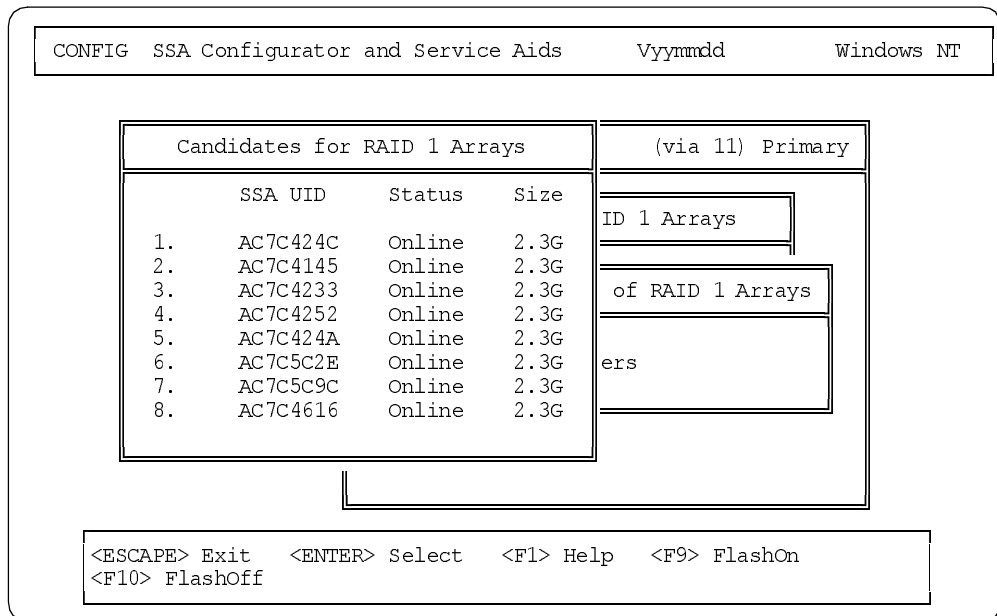 CONFIG SSA Configurator and Service Aids Vyymmdd Windows NT
Candidates for RAID 1 Arrays
(via 11) Primary
SSA UID Status Size
ID 1 Arrays
1. AC7C424C Online 2.3G
2. AC7C4145 Online 2.3G
3. AC7C4233 Online 2.3G
of RAID 1 Arrays
4. AC7C4252 Online 2.3G
5. AC7C424A Online 2.3G
6. AC7C5C2E Online 2.3G
ers
7. AC7C5C9C Online 2.3G
8. AC7C4616 Online 2.3G
<ESCAPE> Exit <ENTER> Select <F1> Help <F9> FlashOn
<F10> FlashOff